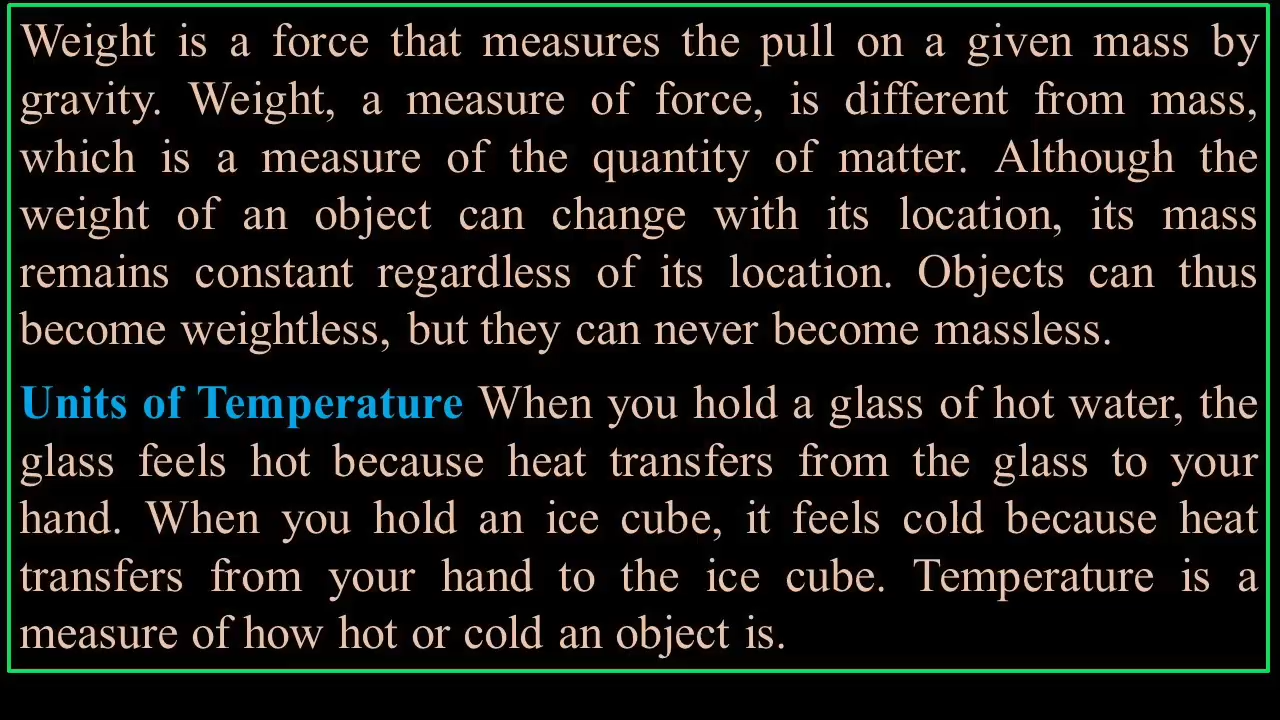 Weight is a force that measures the pull on a given mass by
gravity. Weight, a measure of force, is different from mass,
which is a measure of the quantity of matter. Although the
weight of an object can change with its location, its mass
remains constant regardless of its location. Objects can thus
become weightless, but they can never become massless.
Units of Temperature When you hold a glass of hot water, the
glass feels hot because heat transfers from the glass to your
hand. When you hold an ice cube, it feels cold because heat
transfers from your hand to the ice cube. Temperature is a
measure of how hot or cold an object is.